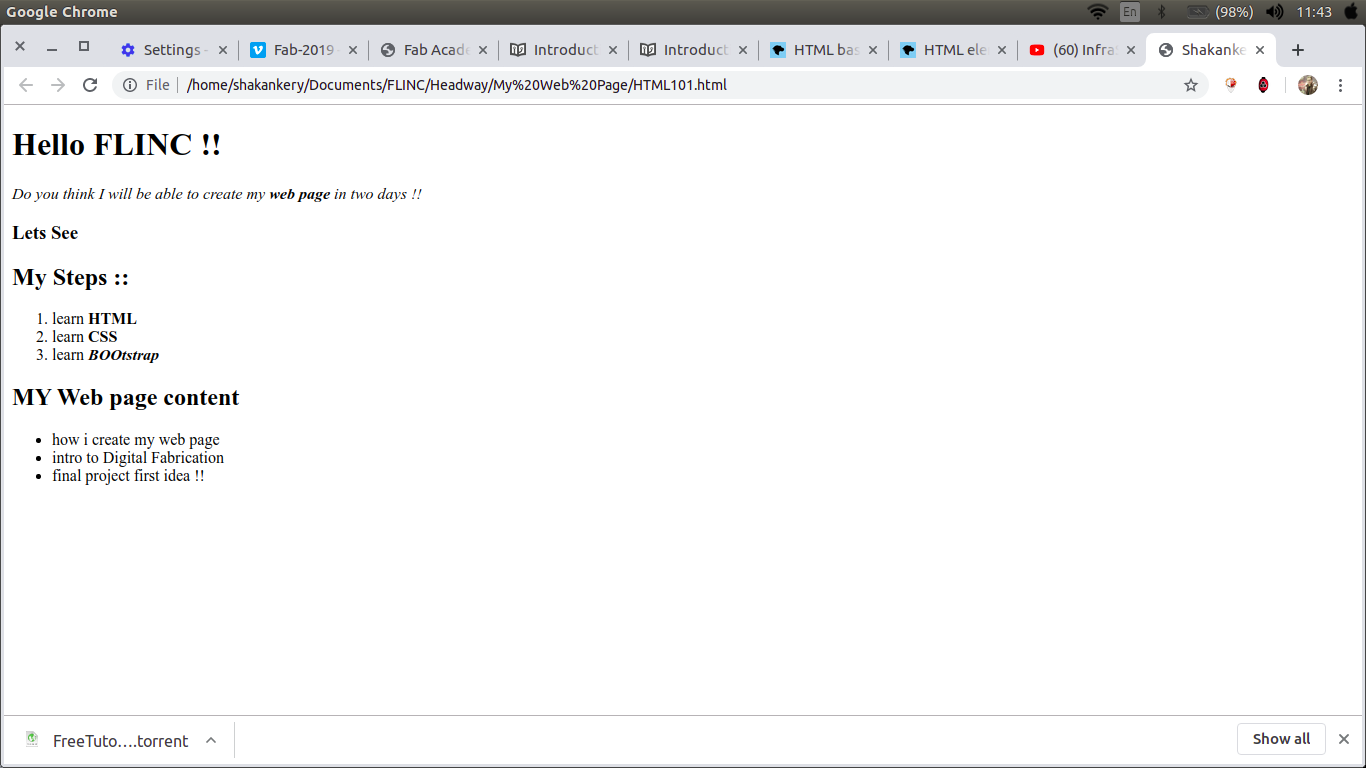 Google Chrome
En
(98%)
11:43
Settings -
Fab-2019
Fab Acade
Introduct
Introduct
HTML bas
HTML ele
(60) Infra
Shakanke
File
/home/shakankery/Documents/FLINC/Headway/My%20Web%20Page/HTML101.html
Hello FLINC !!
Do you think I will be able to create my web page in two days !!
Lets See
My Steps ::
1. learn HTML
2. learn CSS
3. learn BOOtstrap
MY Web page content
• how i create my web page
• intro to Digital Fabrication
• final project first idea !!
FreeTuto….torrent
Show all